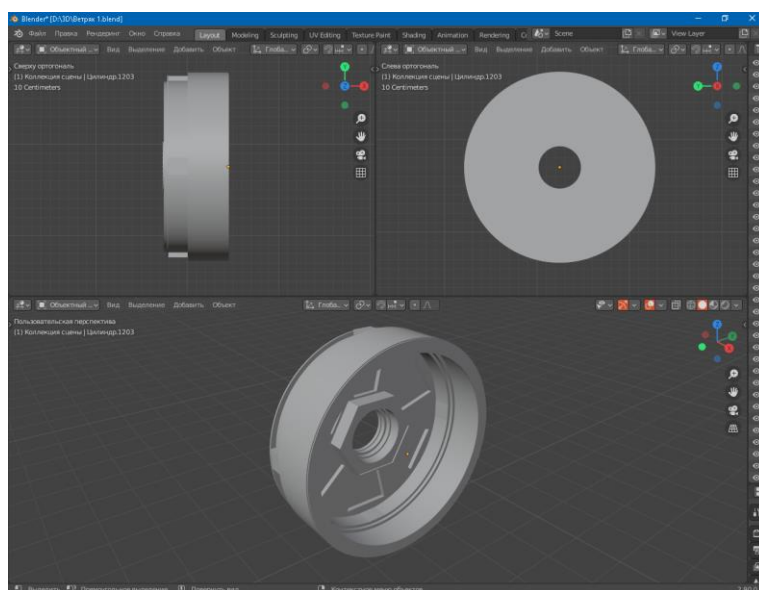 Blender* [D:\3D\Ветряк 1.blend]
Файл Правка Рендеринг Окно Справка Layout Modeling Sculpting UV Editing Texture Paint Shading Animation Rendering Scene View Layer
Объектный Вид Выделение Добавить Объект Глоба.. Объектный Вид Выделение Добавить Объект Глоба..
Сверху ортогональ
(1) Коллекция сцены | Цилиндр.1203
10 Centimeters
Слева ортогональ
(1) Коллекция сцены | Цилиндр.1203
10 Centimeters
Объектный .. Вид Выделение Добавить Объект Глоба..
Пользовательская перспектива
(1) Коллекция сцены | Цилиндр.1203